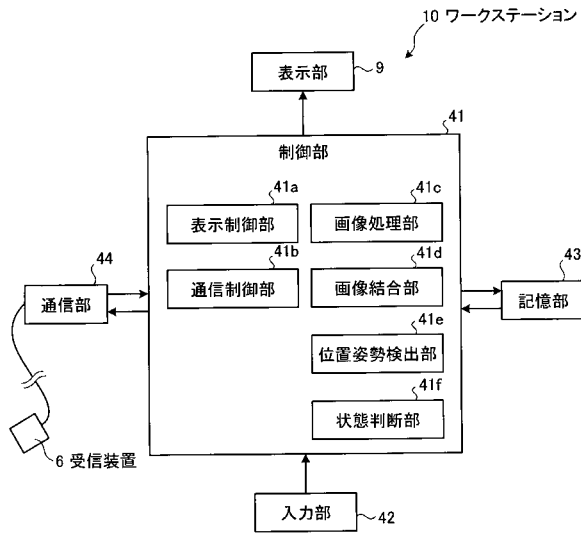 10 ワークステーション
表示部
9
41
制御部
41a
表示制御部
41c
画像処理部
41b
通信制御部
41d
画像結合部
41e
位置姿勢検出部
41f
状態判断部
44
通信部
43
記憶部
6 受信装置
入力部
42